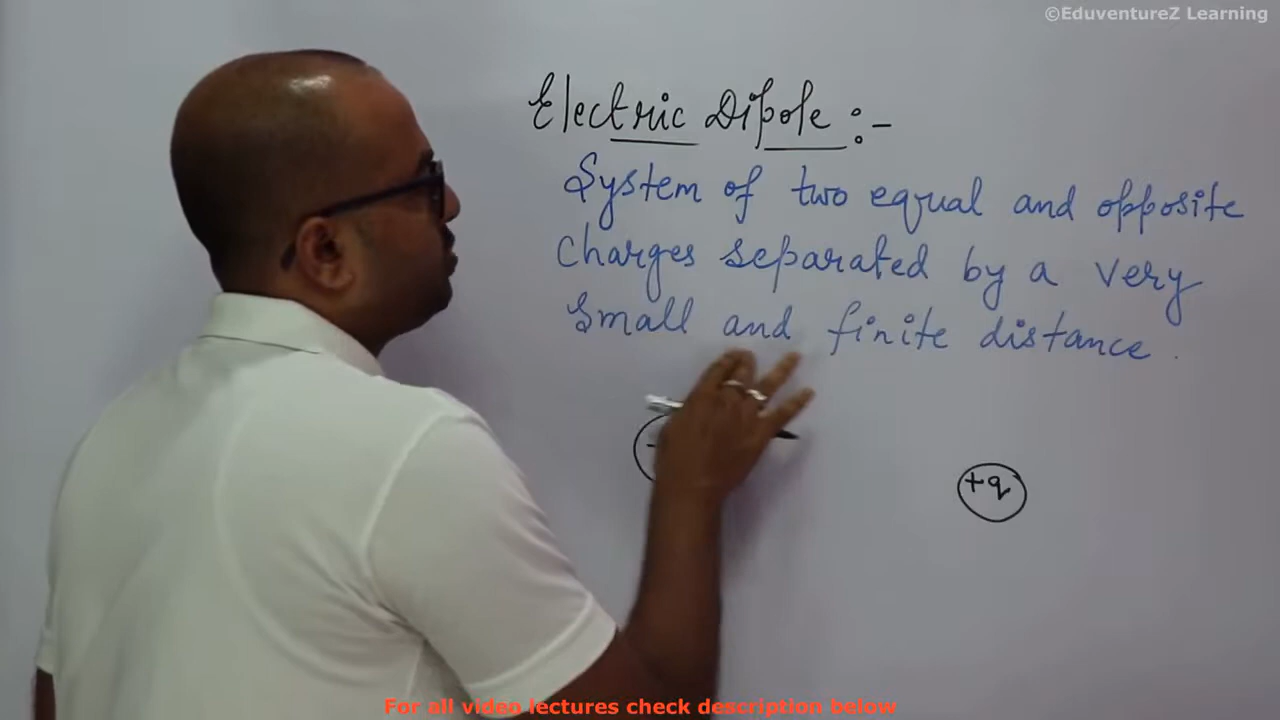 ©EduventureZ Learning
Electric Dipole :-
System of two equal and opposite
charges separated by a very
small and finite distance.
-
+q
For all video lectures check description below